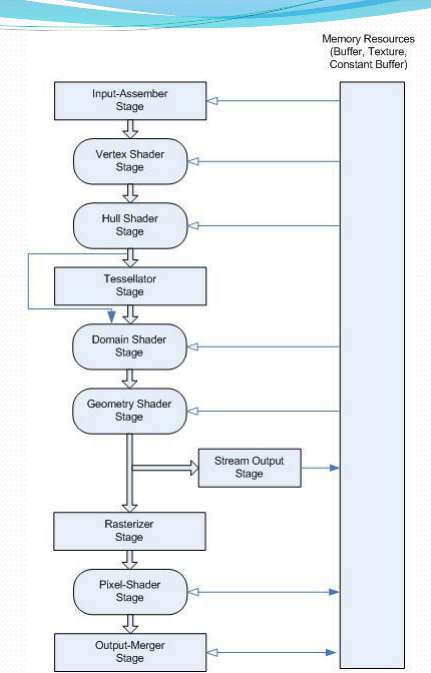 Memory Resources
(Buffer, Texture,
Constant Buffer)
Input-Assember
Stage
Vertex Shader
Stage
Hull Shader
Stage
Tessellator
Stage
Domain Shader
Stage
Geometry Shader
Stage
Stream Output
Stage
Rasterizer
Stage
Pixel-Shader
Stage
Output-Merger
Stage